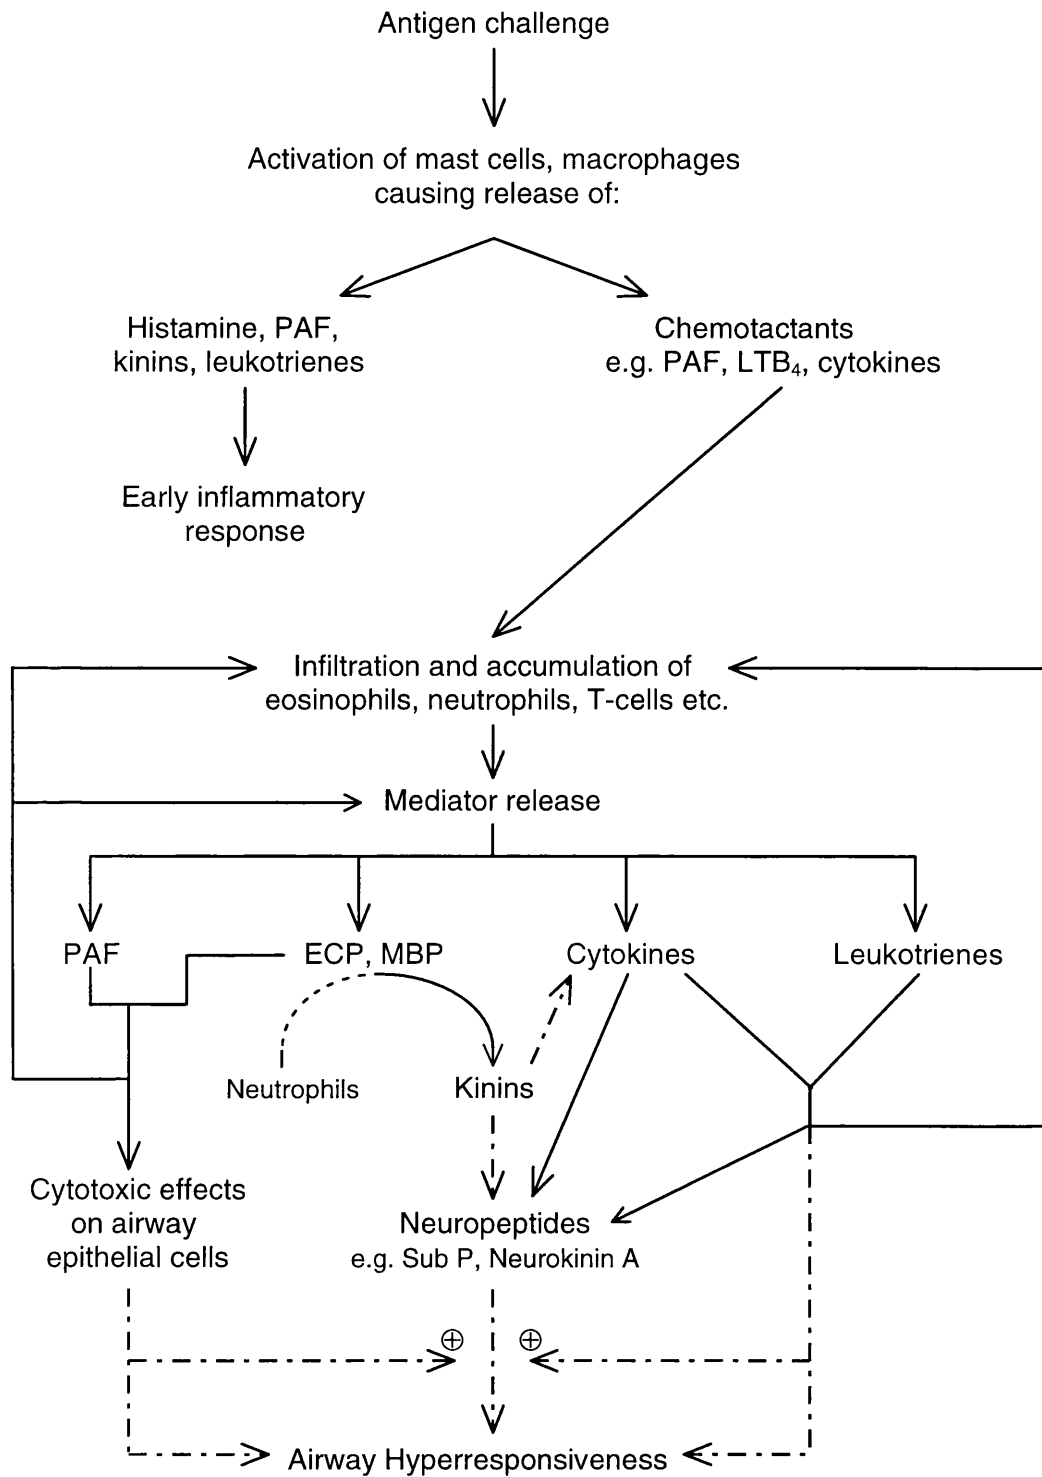 Antigen challenge
Activation of mast cells, macrophages
causing release of:
Histamine, PAF,
kinins, leukotrienes
Chemotactants
e.g. PAF, LTB₄, cytokines
Early inflammatory
response
Infiltration and accumulation of
eosinophils, neutrophils, T-cells etc.
Mediator release
PAF
ECP, MBP
Cytokines
Leukotrienes
Neutrophils
Kinins
Cytotoxic effects
on airway
epithelial cells
Neuropeptides
e.g. Sub P, Neurokinin A
⊕ ⊕
Airway Hyperresponsiveness